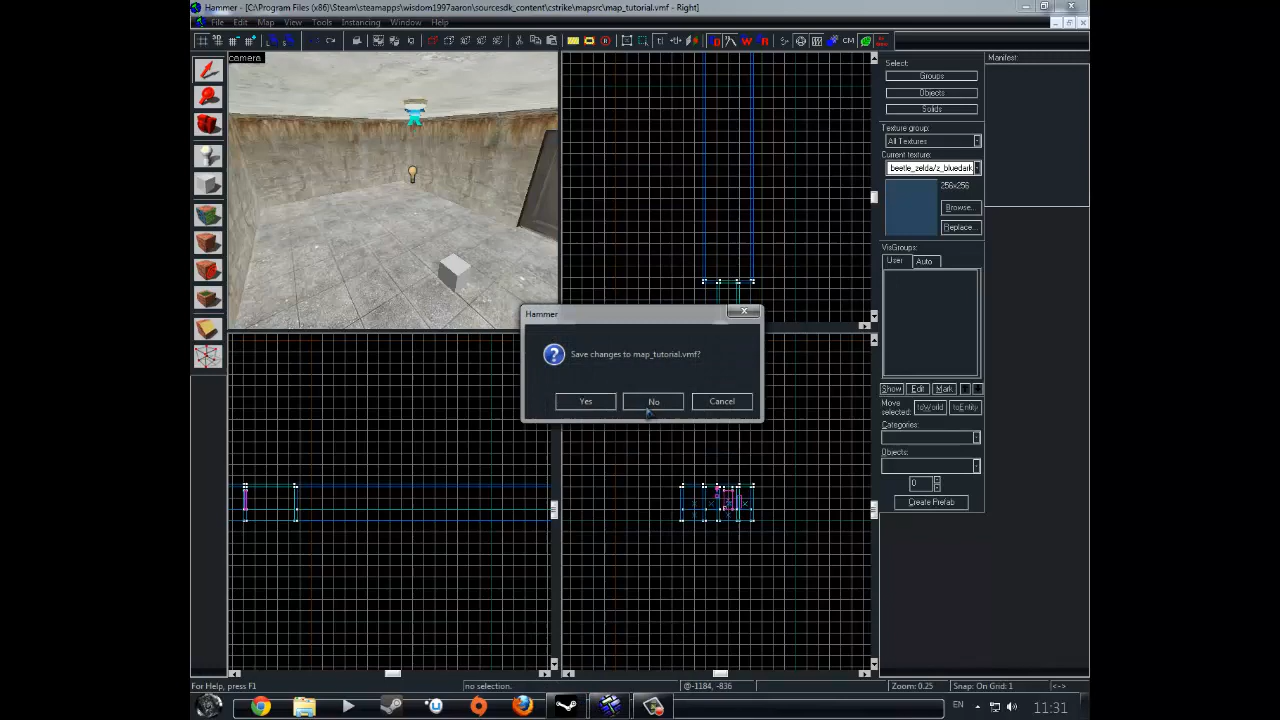 Hammer - [C:\Program Files (x86)\Steam\steamapps\wisdom1997aaron\sourcesdk_content\cstrike\mapsrc\map_tutorial.vmf - Right]
File Edit Map View Tools Instancing Window Help
camera
Select:
Groups
Objects
Solids
Texture group:
All Textures
Current texture:
beetle_zelda/z_bluedark
256x256
Browse...
Replace...
VisGroups:
User Auto
Show Edit Mark
Move selected:
toWorld toEntity
Categories:
Objects:
0
Create Prefab
Manifest:
Hammer
Save changes to map_tutorial.vmf?
Yes No Cancel
For Help, press F1 no selection. @-1184, -836 Zoom: 0.25 Snap: On Grid: 1 <->
EN 11:31